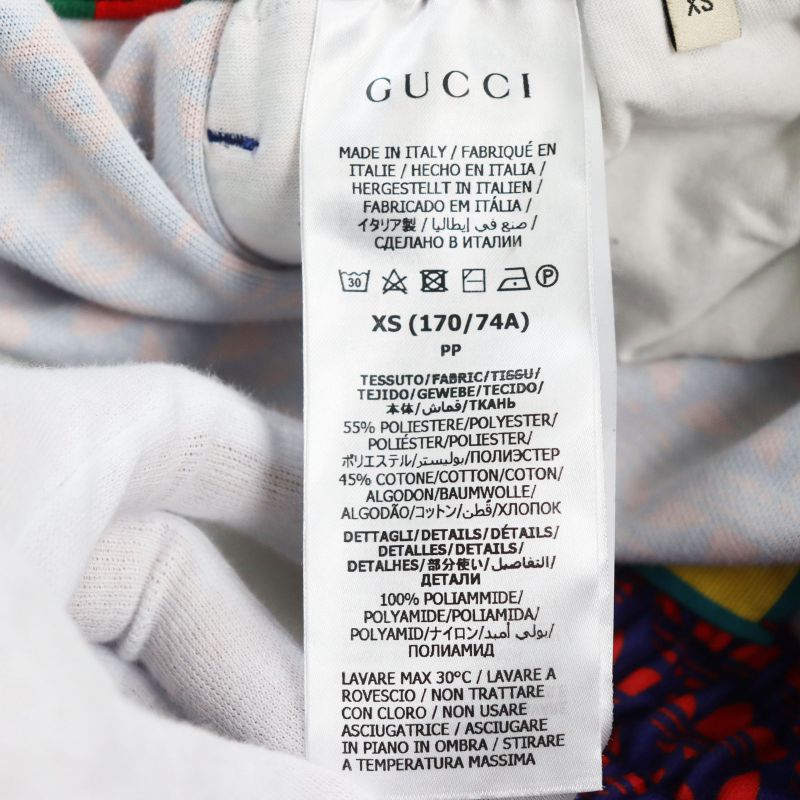 XS
GUCCI
MADE IN ITALY / FABRIQUÉ EN
ITALIE / HECHO EN ITALIA /
HERGESTELLT IN ITALIEN /
FABRICADO EM ITÁLIA /
イタリア製 / صنع في إيطاليا /
СДЕЛАНО В ИТАЛИИ
30 P
XS (170/74A)
PP
TESSUTO/FABRIC/TISSU/
TEJIDO/GEWEBE/TECIDO/
本体/قماش/ТКАНЬ
55% POLIESTERE/POLYESTER/
POLIÉSTER/POLYESTER/POLIÉSTER/
ポリエステル/بوليستر/ПОЛИЭСТЕР
45% COTONE/COTTON/COTON/
ALGODON/BAUMWOLLE/
ALGODÃO/コットン/قُطن/ХЛОПОК
DETTAGLI/DETAILS/DÉTAILS/
DETALLES/DETAILS/
DETALHES/部分使い/التفاصيل/
ДЕТАЛИ
100% POLIAMMIDE/
POLYAMIDE/POLIAMIDA/
POLYAMID/ナイロン/بولي أميد/
ПОЛИАМИД
LAVARE MAX 30°C / LAVARE A
ROVESCIO / NON TRATTARE
CON CLORO / NON USARE
ASCIUGATRICE / ASCIUGARE
IN PIANO IN OMBRA / STIRARE
A TEMPERATURA MASSIMA